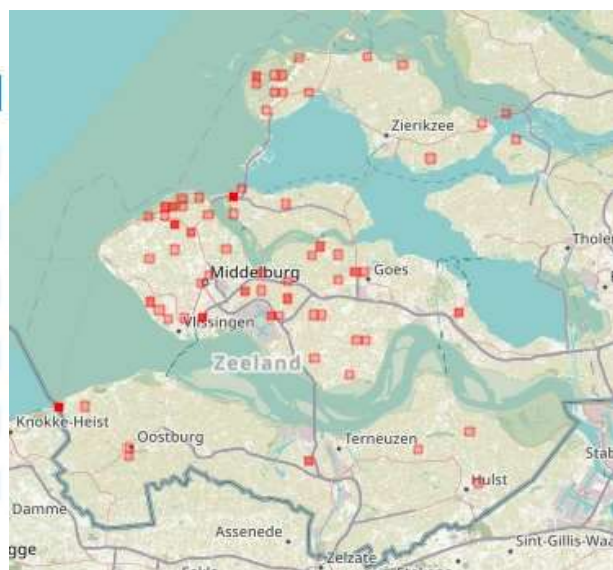 Zierikzee
Thole
Middelburg
Goes
Vlissingen
Zeeland
Knokke-Heist
Oostburg
Terneuzen
Stab
Hulst
Damme
Assenede
Sint-Gillis-Waa
gge
Zelzate